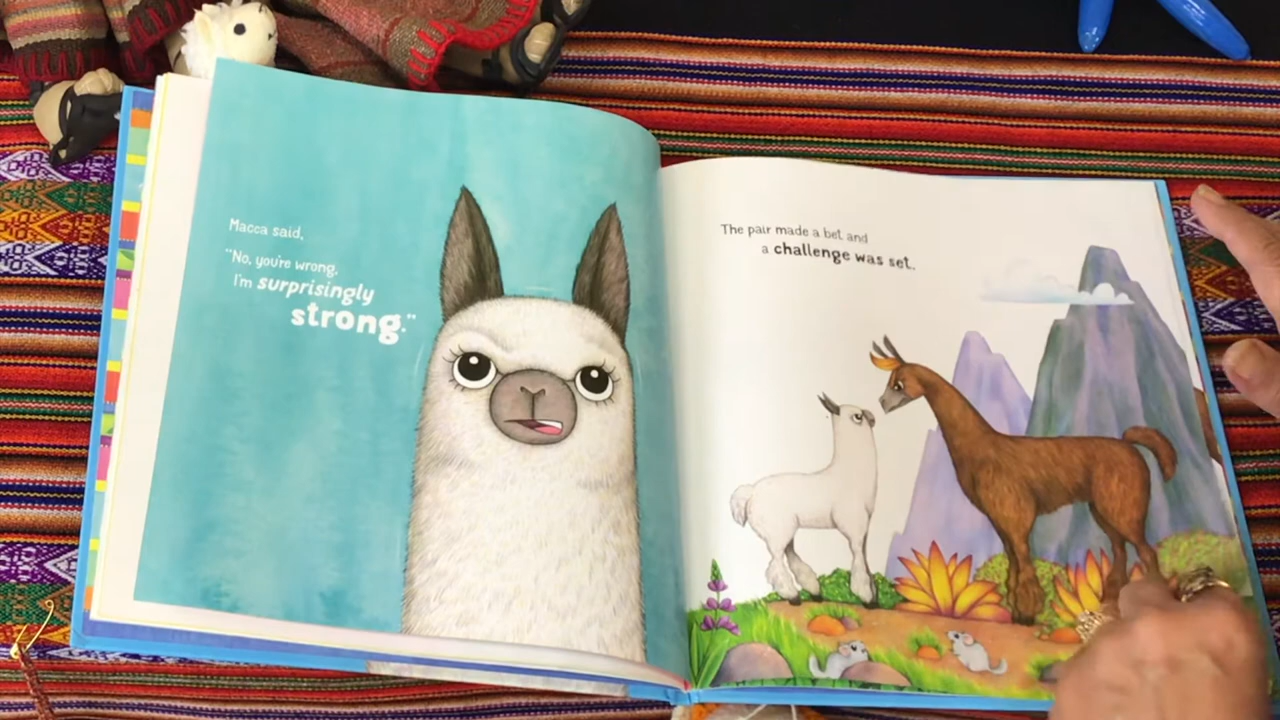 Macca said,
"No, you're wrong,
I'm surprisingly
strong."
The pair made a bet and
a challenge was set.